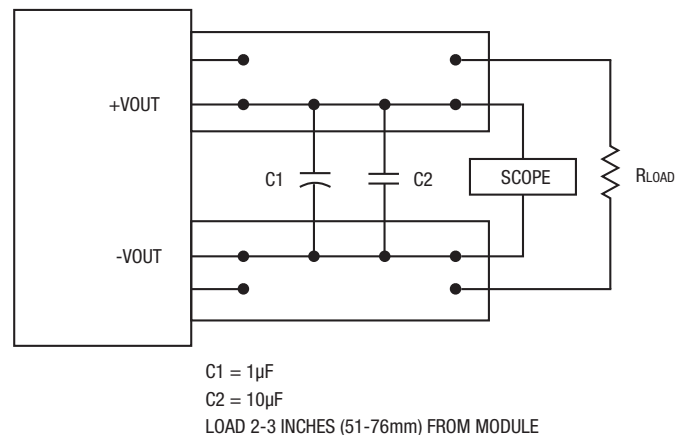 +VOUT
C1
C2
SCOPE
RLOAD
-VOUT
C1 = 1µF
C2 = 10µF
LOAD 2-3 INCHES (51-76mm) FROM MODULE